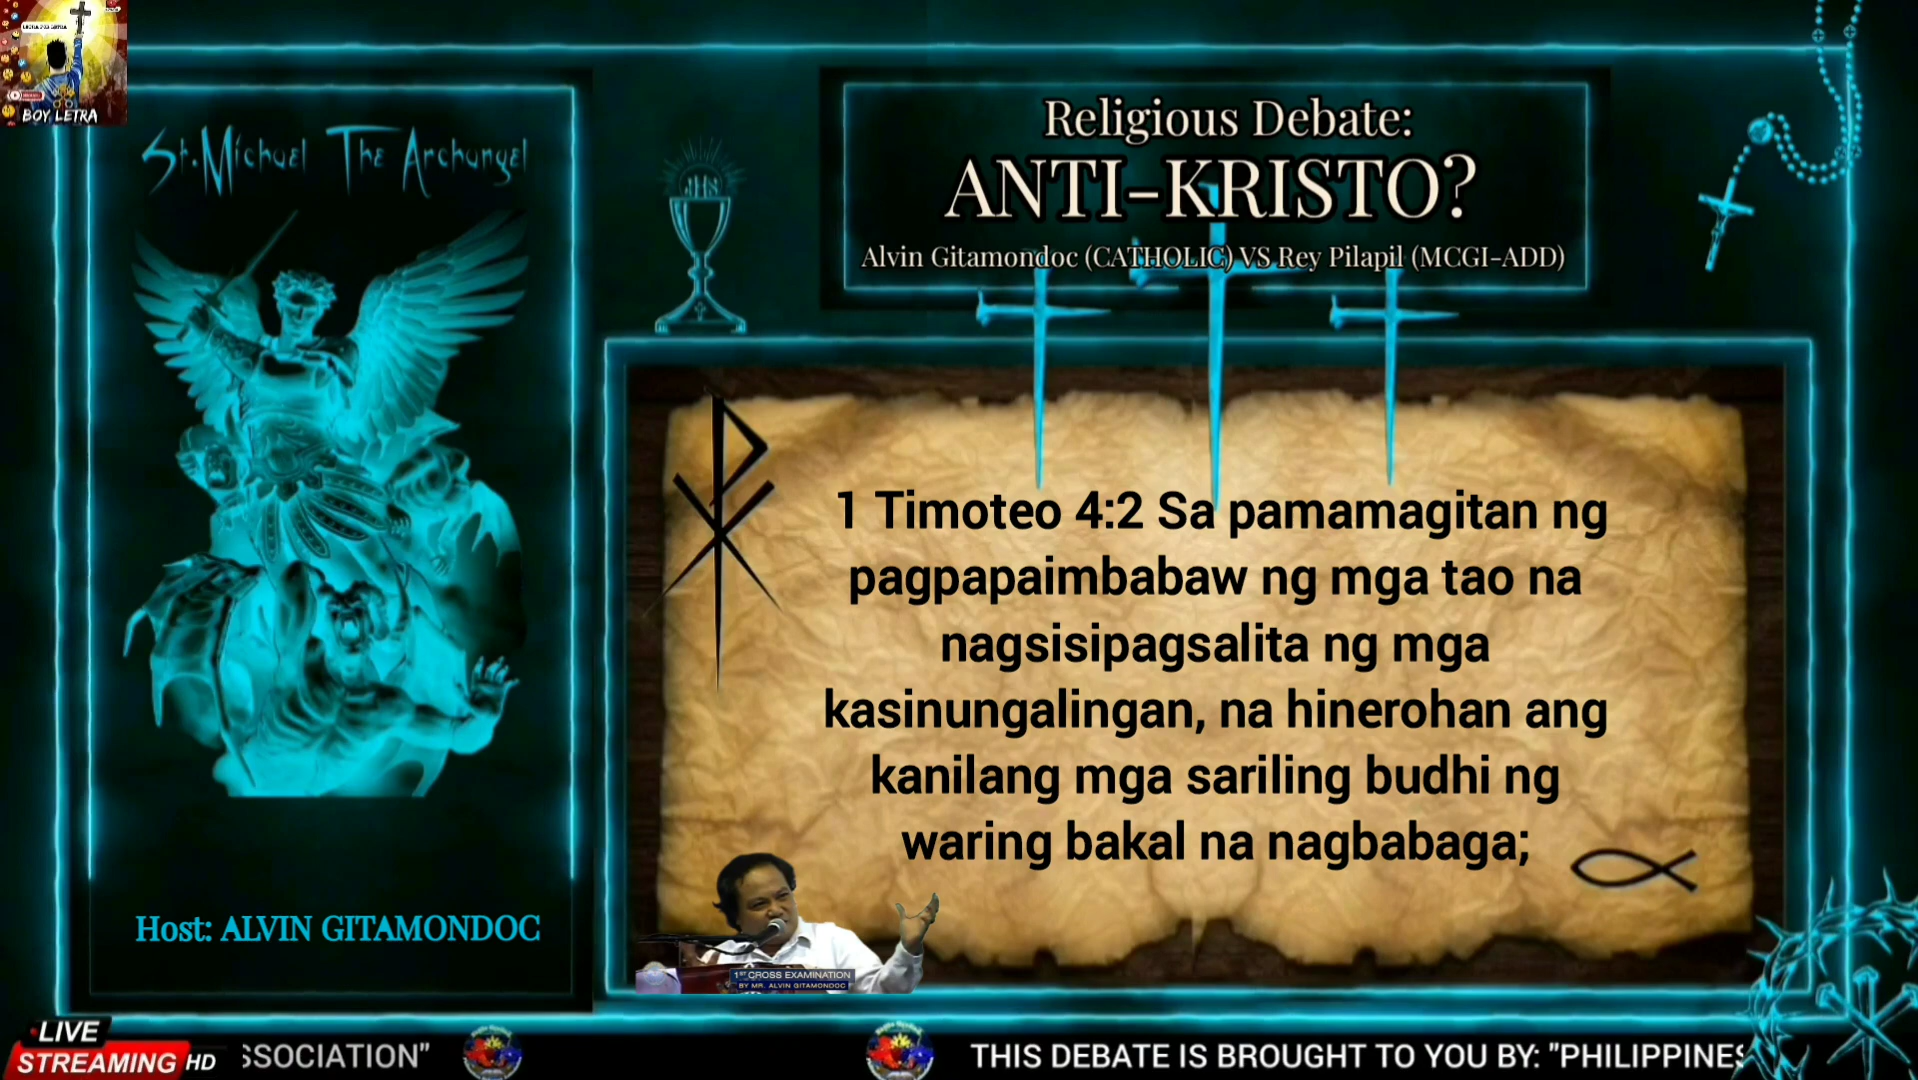 BOY LETRA
St. Michael The Archangel
Religious Debate:
ANTI-KRISTO?
Alvin Gitamondoc (CATHOLIC) VS Rey Pilapil (MCGI-ADD)
IHS
1 Timoteo 4:2 Sa pamamagitan ng
pagpapaimbabaw ng mga tao na
nagsisipagsalita ng mga
kasinungalingan, na hinerohan ang
kanilang mga sariling budhi ng
waring bakal na nagbabaga;
Host: ALVIN GITAMONDOC
1ST CROSS EXAMINATION
BY MR. ALVIN GITAMONDOC
LIVE
STREAMING HD
SSOCIATION"
THIS DEBATE IS BROUGHT TO YOU BY: "PHILIPPINES